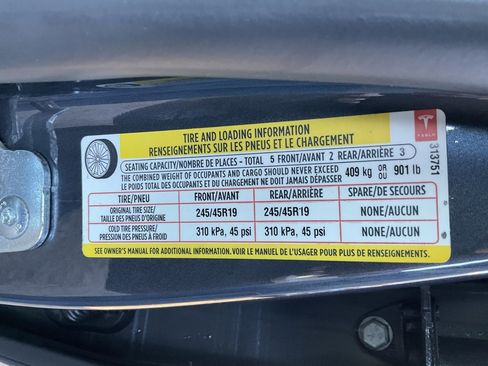 TIRE AND LOADING INFORMATION
RENSEIGNEMENTS SUR LES PNEUS ET LE CHARGEMENT
SEATING CAPACITY/NOMBRE DE PLACES - TOTAL 5 FRONT/AVANT 2 REAR/ARRIÈRE 3
THE COMBINED WEIGHT OF OCCUPANTS AND CARGO SHOULD NEVER EXCEED
LE POIDS TOTAL DES OCCUPANTS ET DU CHARGEMENT NE DOIT JAMAIS DÉPASSER
409 kg OR OU 901 lb
TIRE/PNEU FRONT/AVANT REAR/ARRIÈRE SPARE/DE SECOURS
ORIGINAL TIRE SIZE/
TAILLE DES PNEUS D'ORIGINE
245/45R19 245/45R19 NONE/AUCUN
COLD TIRE PRESSURE/
PRESSION DES PNEUS À FROID
310 kPa, 45 psi 310 kPa, 45 psi NONE/AUCUN
SEE OWNER'S MANUAL FOR ADDITIONAL INFORMATION. VOIR LE MANUEL DE L'USAGER POUR PLUS DE RENSEIGNEMENTS.
TESLA
313751